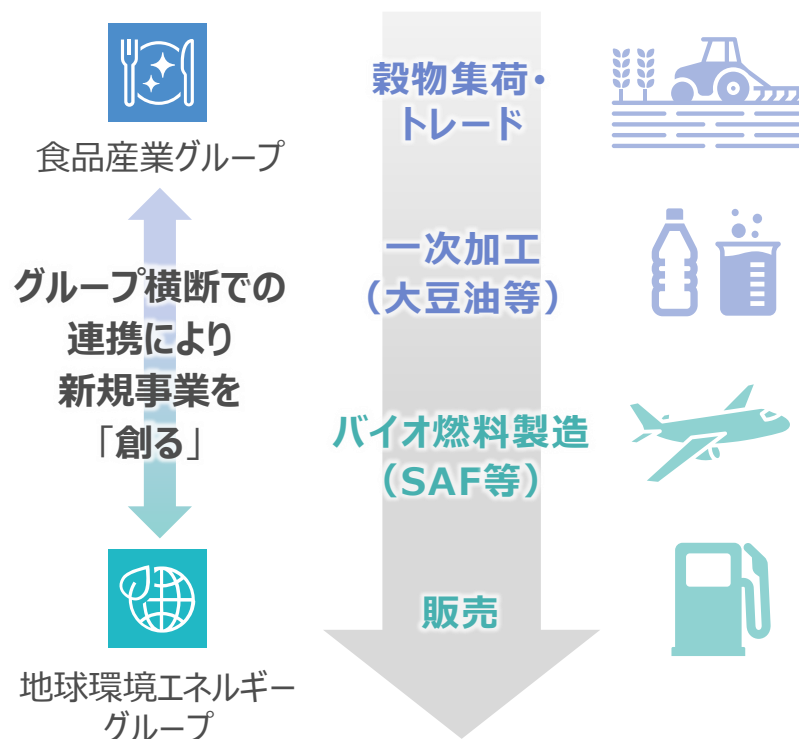 食品産業グループ
グループ横断での
連携により
新規事業を
「創る」
地球環境エネルギー
グループ
穀物集荷・
トレード
一次加工
（大豆油等）
バイオ燃料製造
（SAF等）
販売